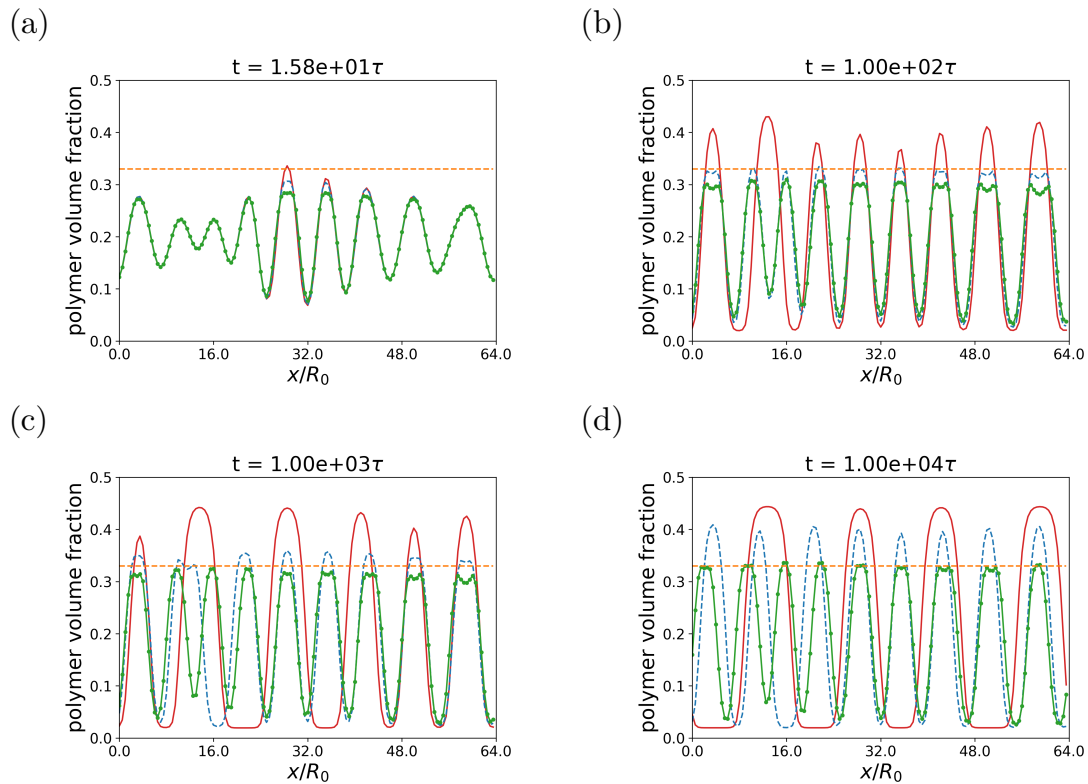 (a)
t = 1.58e+01τ
polymer volume fraction
0.5
0.4
0.3
0.2
0.1
0.0
0.0 16.0 32.0 48.0 64.0
x/R₀
(b)
t = 1.00e+02τ
polymer volume fraction
0.5
0.4
0.3
0.2
0.1
0.0
0.0 16.0 32.0 48.0 64.0
x/R₀
(c)
t = 1.00e+03τ
polymer volume fraction
0.5
0.4
0.3
0.2
0.1
0.0
0.0 16.0 32.0 48.0 64.0
x/R₀
(d)
t = 1.00e+04τ
polymer volume fraction
0.5
0.4
0.3
0.2
0.1
0.0
0.0 16.0 32.0 48.0 64.0
x/R₀